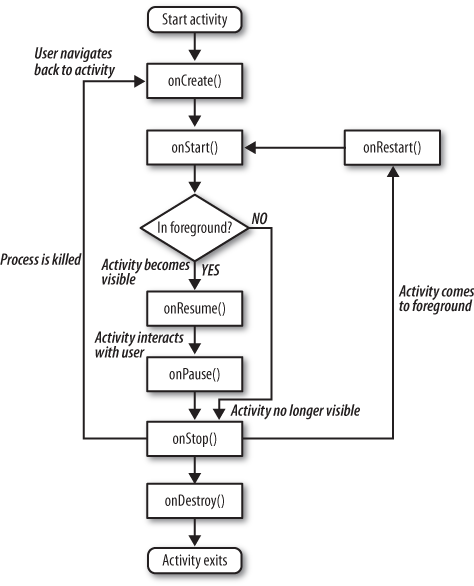 Start activity
User navigates
back to activity
onCreate()
onStart()
onRestart()
In foreground?
NO
Process is killed
Activity becomes
visible
YES
Activity comes
to foreground
onResume()
Activity interacts
with user
onPause()
Activity no longer visible
onStop()
onDestroy()
Activity exits